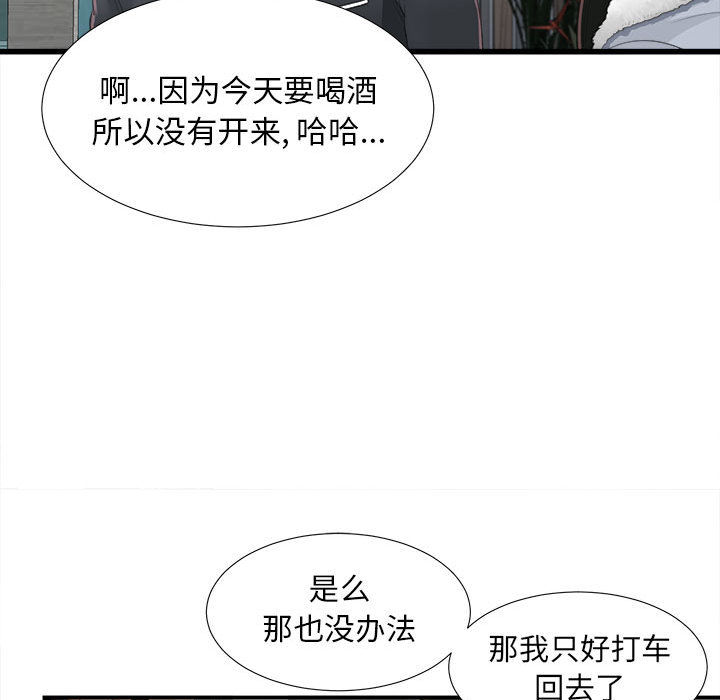 啊...因为今天要喝酒
所以没有开来,哈哈...
是么
那也没办法
那我只好打车
回去了